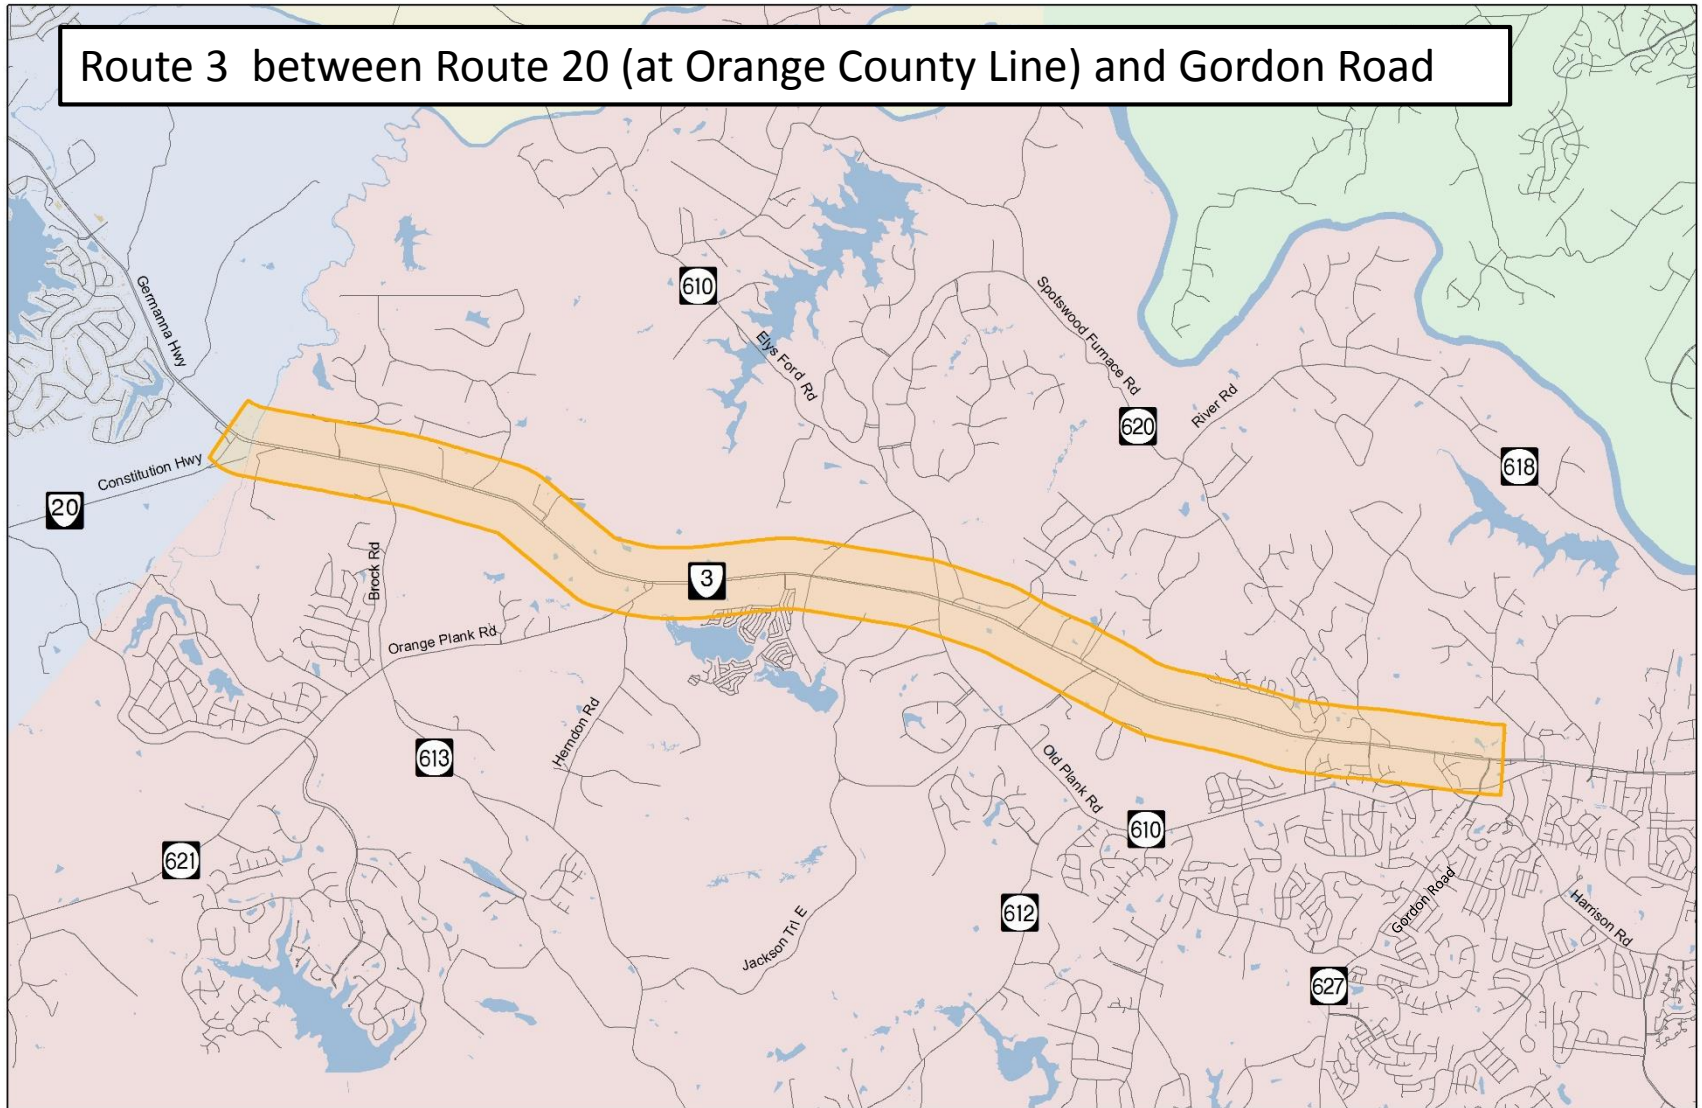 Route 3 between Route 20 (at Orange County Line) and Gordon Road
Germanna Hwy
610
Elys Ford Rd
Spotswood Furnace Rd
620
River Rd
618
Constitution Hwy
20
Brock Rd
3
Orange Plank Rd
Herndon Rd
613
Old Plank Rd
610
621
612
Gordon Road
Harrison Rd
Jackson Trl E
627